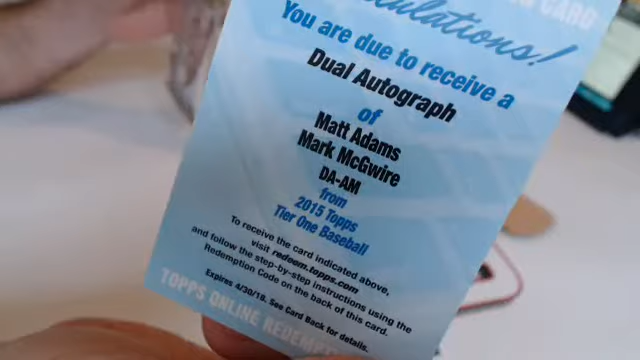 CARD
Congratulations!
You are due to receive a
Dual Autograph
of
Matt Adams
Mark McGwire
DA-AM
from
2015 Topps
Tier One Baseball
To receive the card indicated above,
visit redeem.topps.com
and follow the step-by-step instructions using the
Redemption Code on the back of this card.
Expires 4/30/18. See Card Back for details.
TOPPS ONLINE REDEMPT